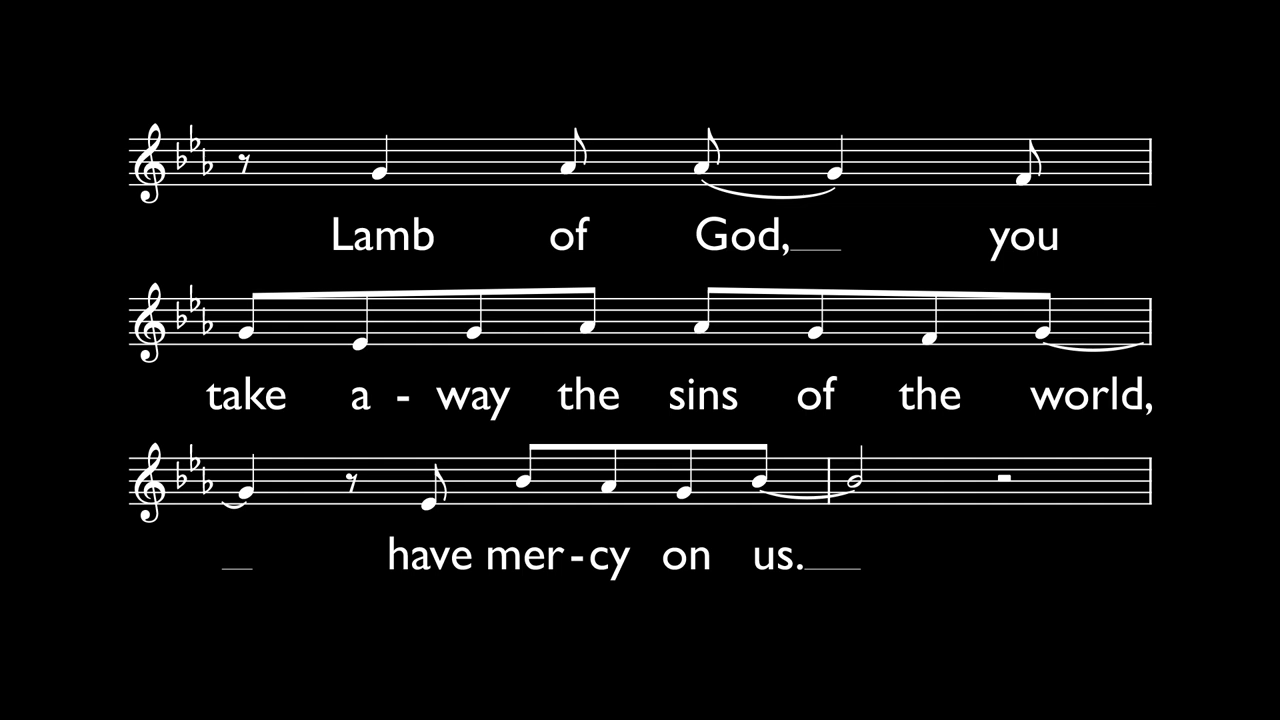 Lamb of God, you
take a - way the sins of the world,
have mer - cy on us.